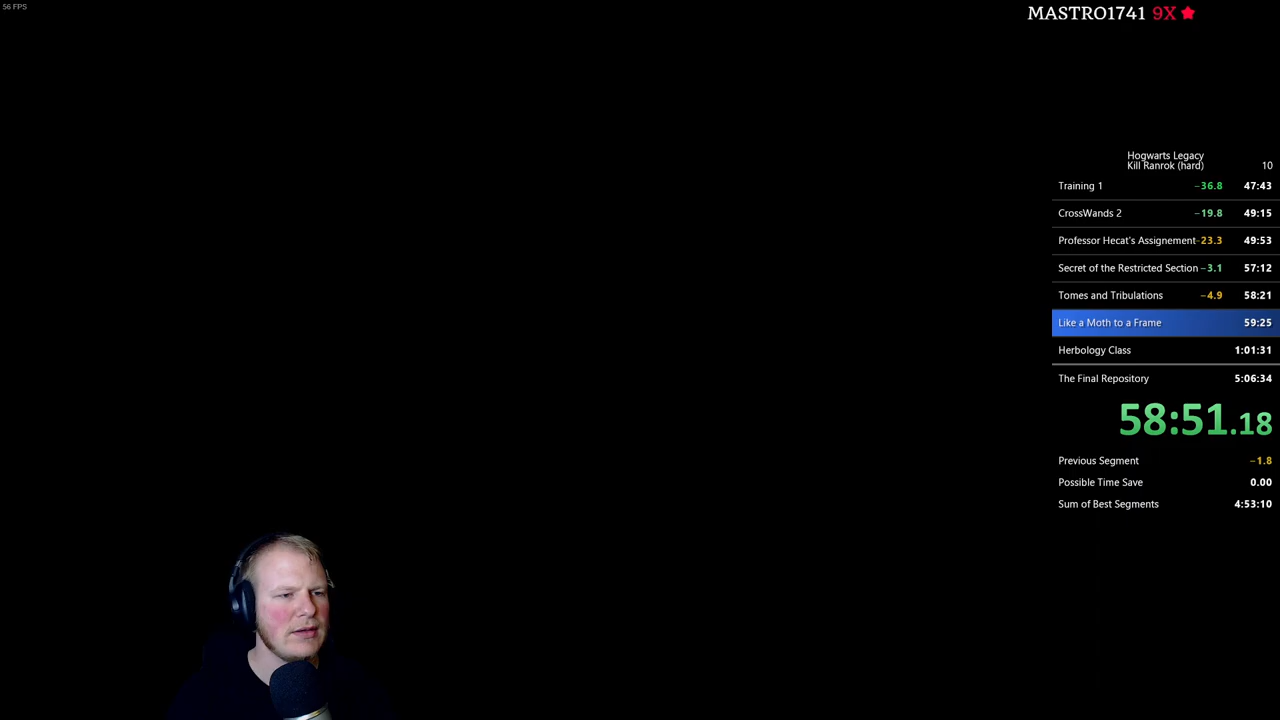 56 FPS
MASTRO1741 9X
Hogwarts Legacy
Kill Ranrok (hard) 10
Training 1 −36.8 47:43
CrossWands 2 −19.8 49:15
Professor Hecat's Assignement −23.3 49:53
Secret of the Restricted Section −3.1 57:12
Tomes and Tribulations −4.9 58:21
Like a Moth to a Frame 59:25
Herbology Class 1:01:31
The Final Repository 5:06:34
58:51.18
Previous Segment −1.8
Possible Time Save 0.00
Sum of Best Segments 4:53:10